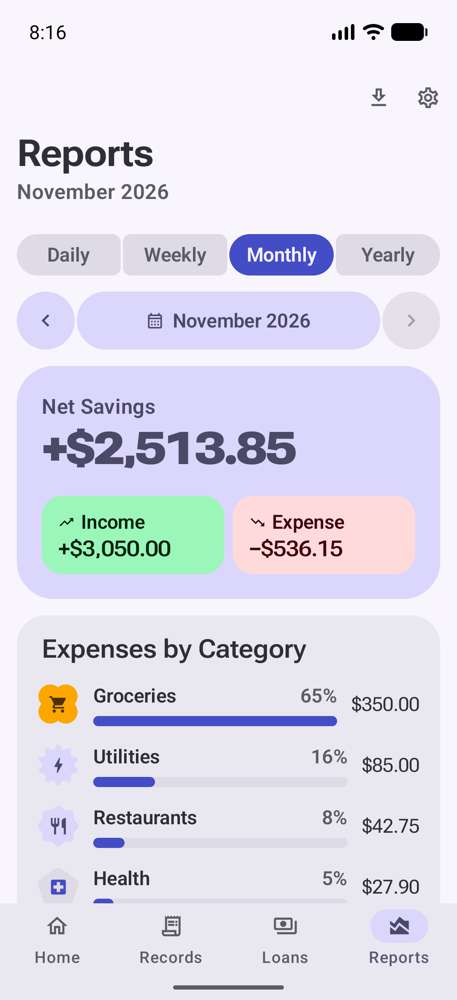 8:16
Reports
November 2026
Daily Weekly Monthly Yearly
November 2026
Net Savings
+$2,513.85
Income Expense
+$3,050.00 −$536.15
Expenses by Category
Groceries 65% $350.00
Utilities 16% $85.00
Restaurants 8% $42.75
Health 5% $27.90
Home Records Loans Reports